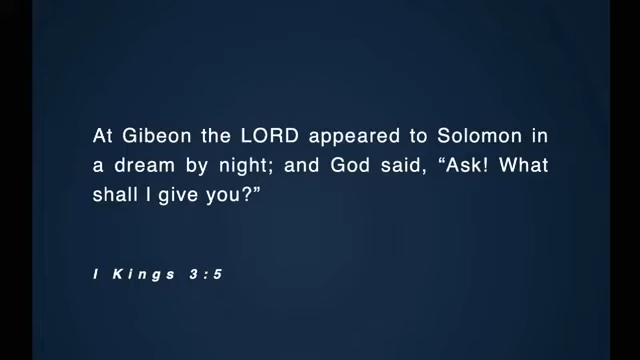 At Gibeon the LORD appeared to Solomon in
a dream by night; and God said, “Ask! What
shall I give you?”
I Kings 3:5